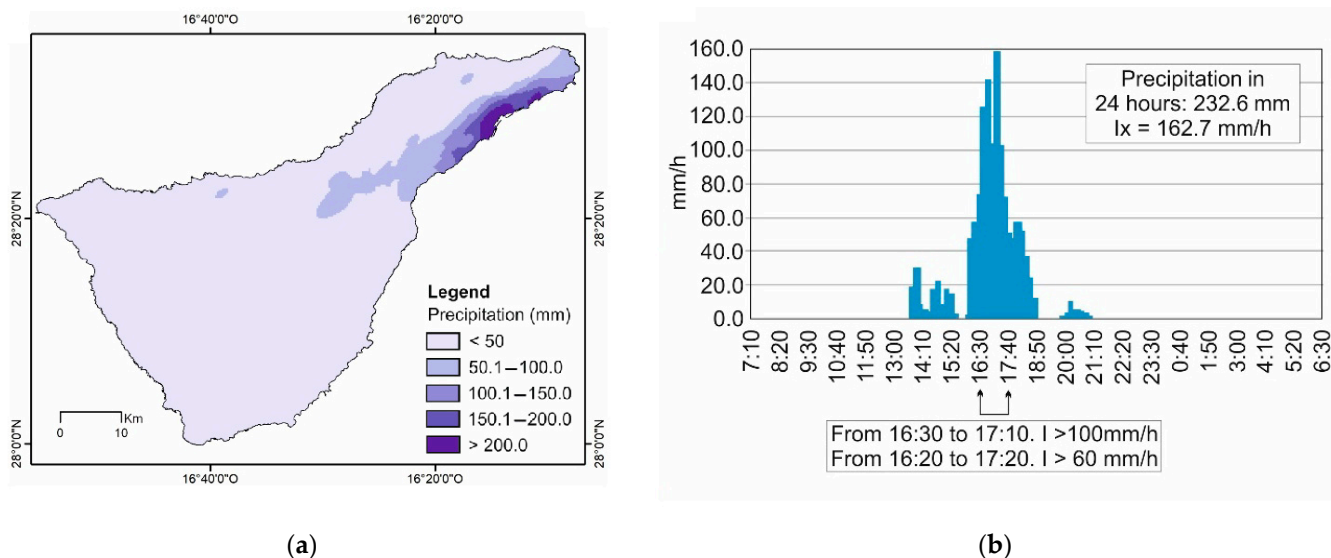 16°40'0"O
16°20'0"O
28°20'0"N
28°20'0"N
28°0'0"N
28°0'0"N
Legend
Precipitation (mm)
< 50
50.1–100.0
100.1–150.0
150.1–200.0
> 200.0
Km
0
10
16°40'0"O
16°20'0"O
(a)
mm/h
160.0
140.0
120.0
100.0
80.0
60.0
40.0
20.0
0.0
Precipitation in
24 hours: 232.6 mm
Ix = 162.7 mm/h
7:10
8:20
9:30
10:40
11:50
13:00
14:10
15:20
16:30
17:40
18:50
20:00
21:10
22:20
23:30
0:40
1:50
3:00
4:10
5:20
6:30
From 16:30 to 17:10. I >100mm/h
From 16:20 to 17:20. I > 60 mm/h
(b)